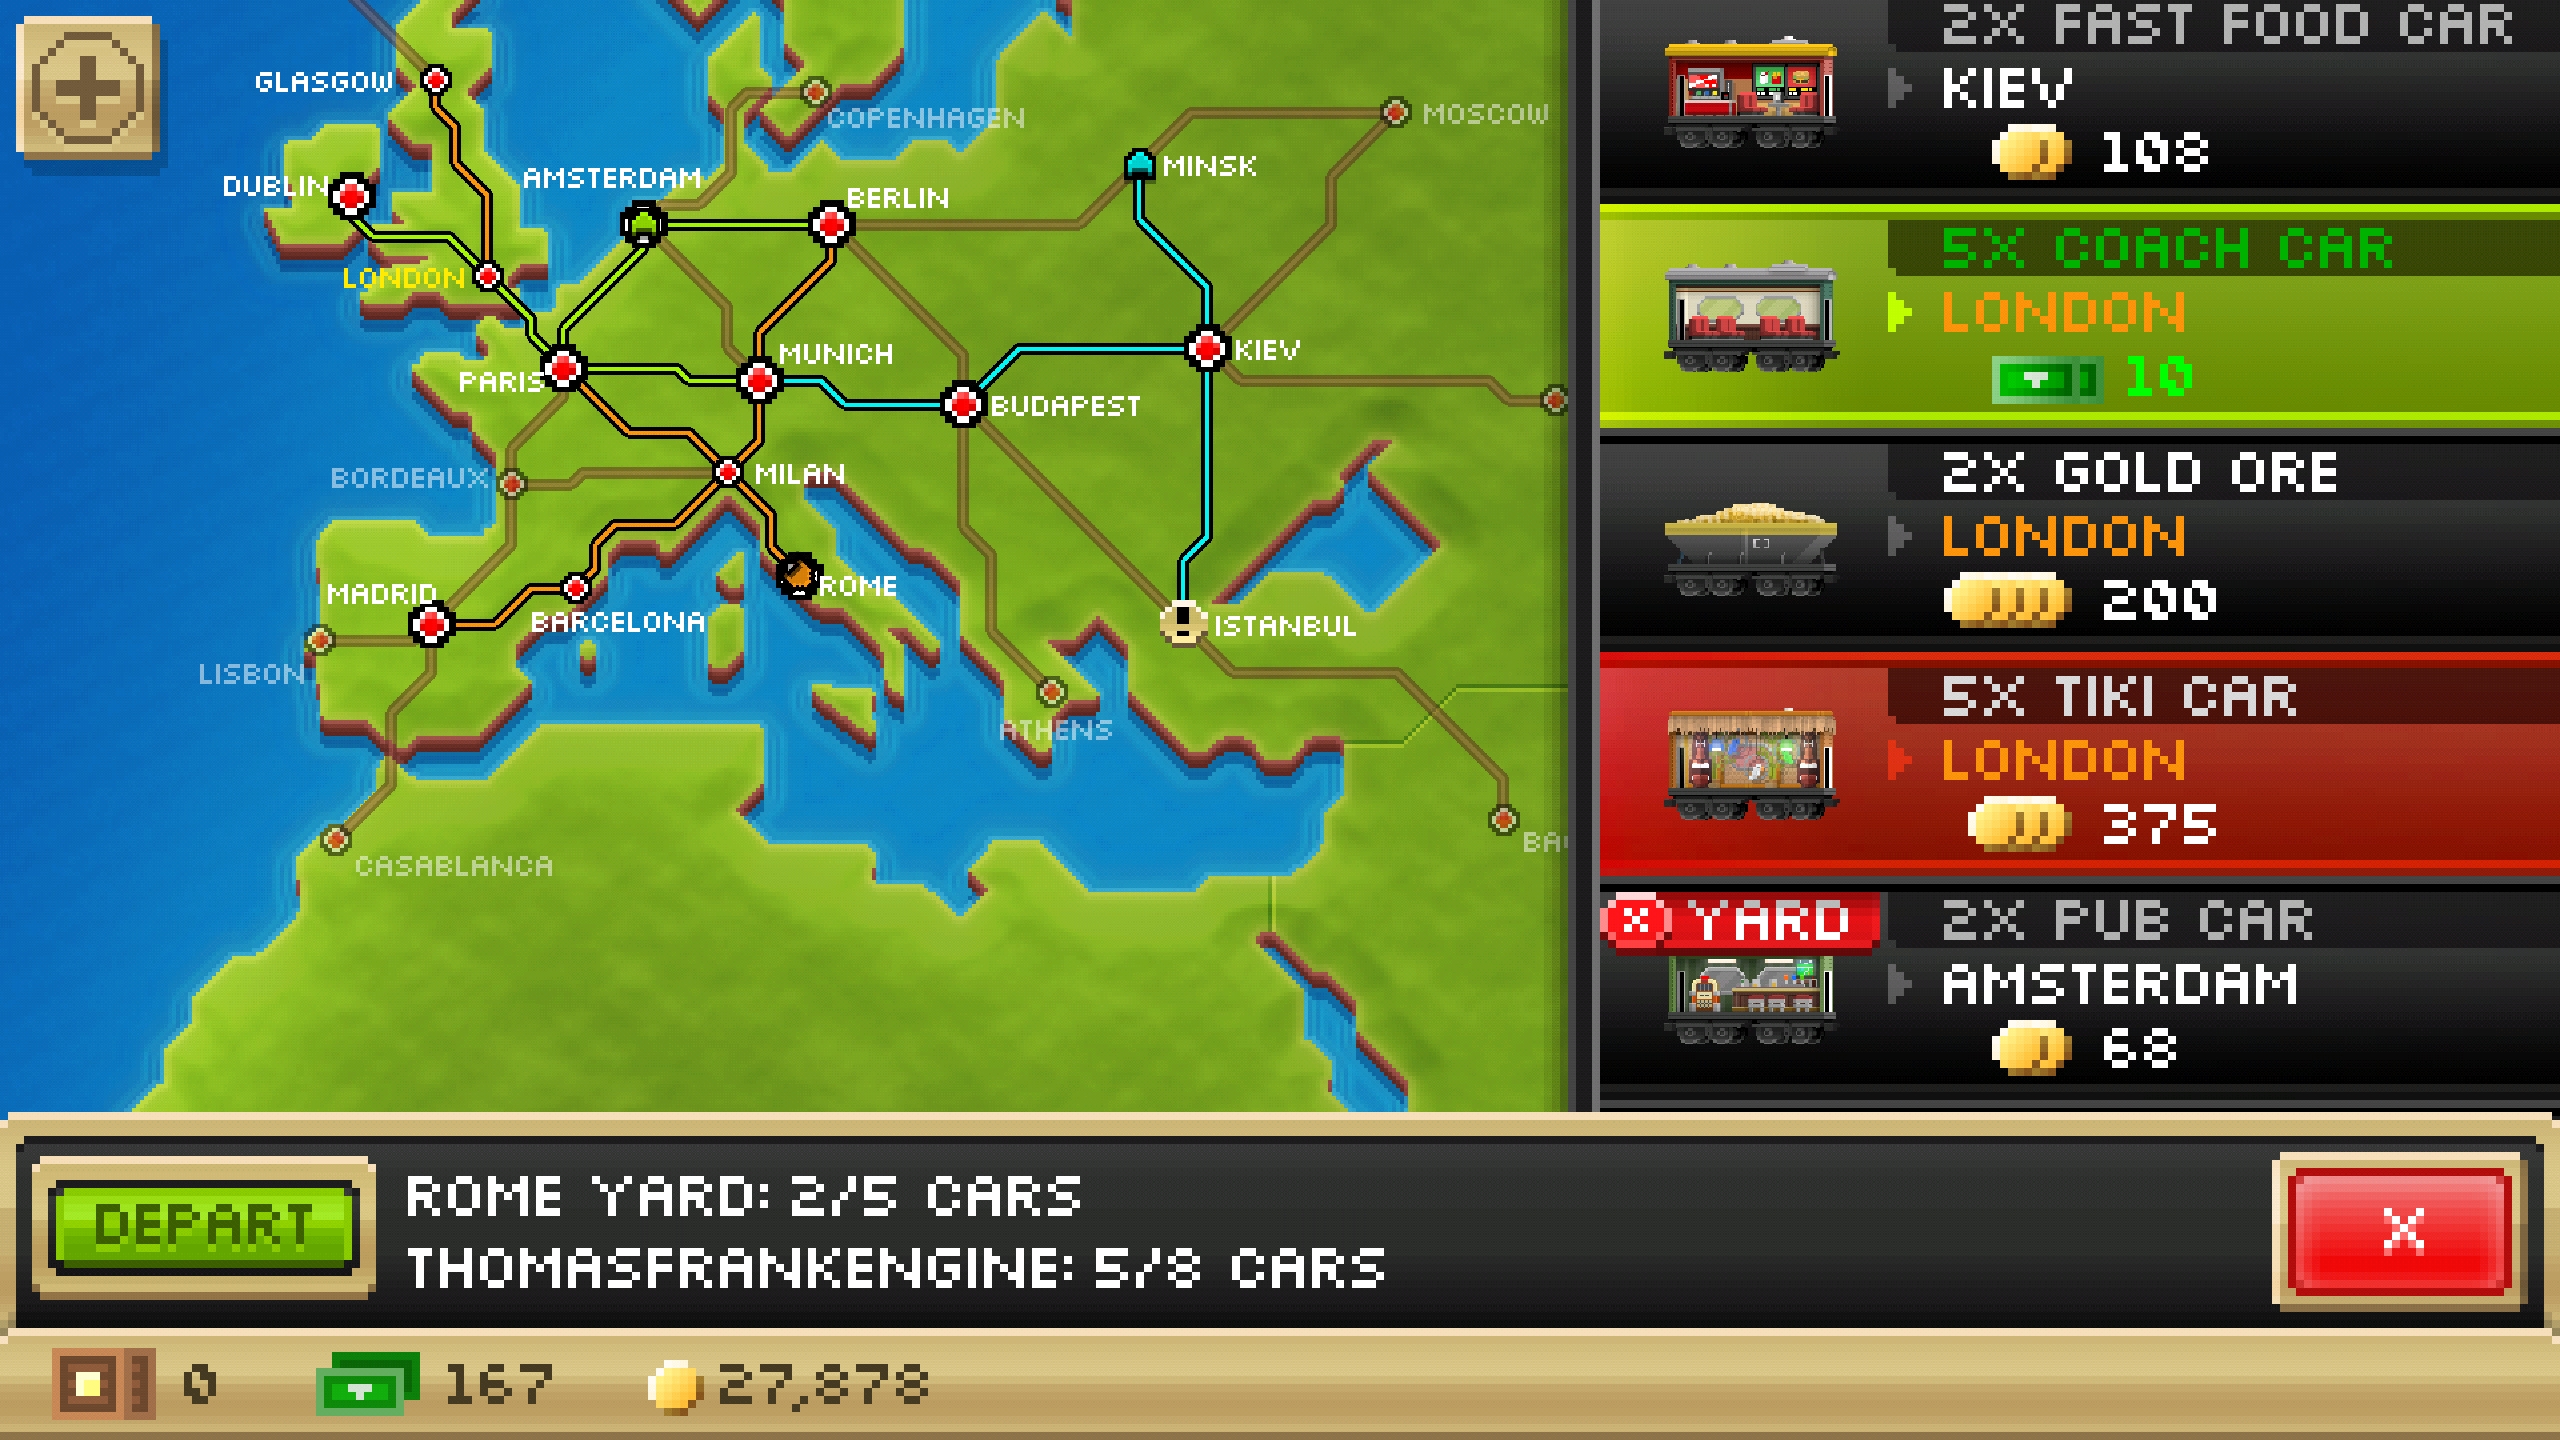 GLASGOW
COPENHAGEN
MOSCOW
DUBLIN
AMSTERDAM
BERLIN
MINSK
LONDON
PARIS
MUNICH
KIEV
BUDAPEST
BORDEAUX
MILAN
MADRID
BARCELONA
ROME
ISTANBUL
LISBON
ATHENS
CASABLANCA
BA
2X FAST FOOD CAR
KIEV
108
5X COACH CAR
LONDON
10
2X GOLD ORE
LONDON
200
5X TIKI CAR
LONDON
375
YARD
2X PUB CAR
AMSTERDAM
68
DEPART
ROME YARD: 2/5 CARS
THOMASFRANKENGINE: 5/8 CARS
X
0 167 27,878